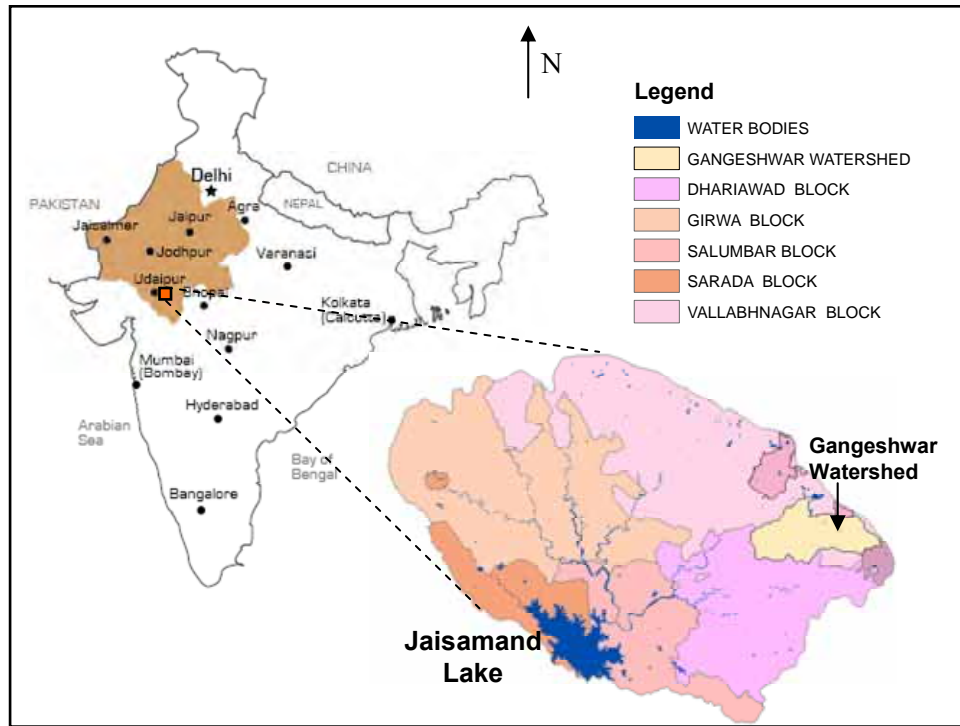 N
Legend
WATER BODIES
GANGESHWAR WATERSHED
DHARIAWAD BLOCK
GIRWA BLOCK
SALUMBAR BLOCK
SARADA BLOCK
VALLABHNAGAR BLOCK
CHINA
Delhi
PAKISTAN
NEPAL
Jaisalmer
Jaipur
Agra
Jodhpur
Varanasi
Udaipur
Bhopal
Kolkata
(Calcutta)
Nagpur
Mumbai
(Bombay)
Hyderabad
Arabian
Sea
Bay of
Bengal
Bangalore
Gangeshwar
Watershed
Jaisamand
Lake